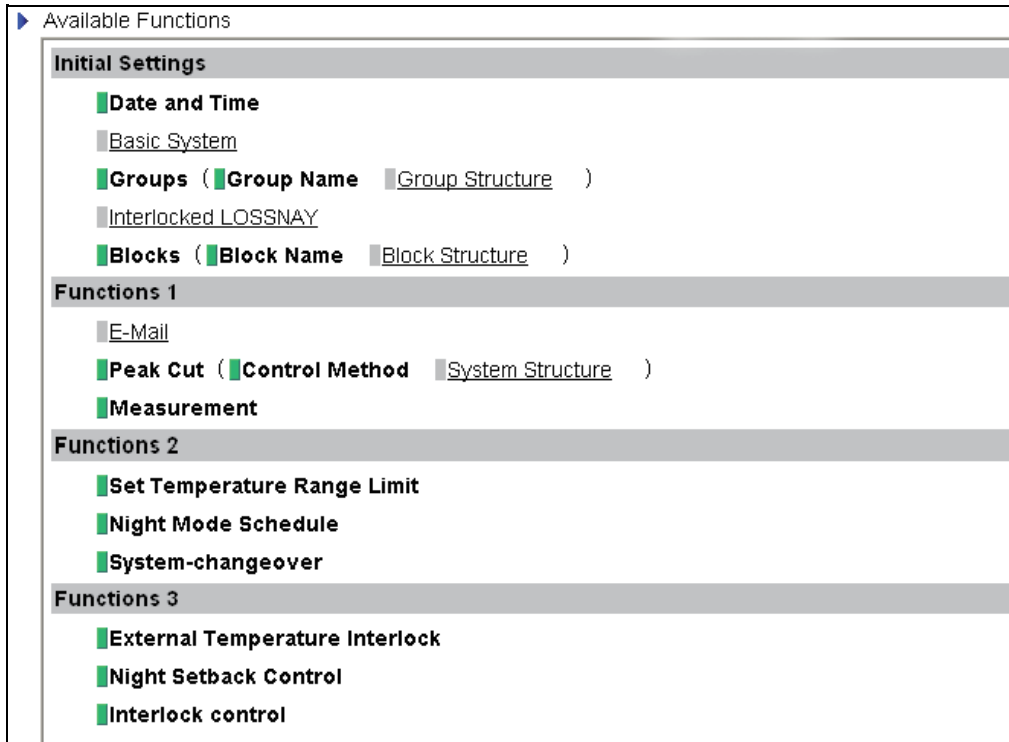 Available Functions
Initial Settings
Date and Time
Basic System
Groups ( Group Name Group Structure )
Interlocked LOSSNAY
Blocks ( Block Name Block Structure )
Functions 1
E-Mail
Peak Cut ( Control Method System Structure )
Measurement
Functions 2
Set Temperature Range Limit
Night Mode Schedule
System-changeover
Functions 3
External Temperature Interlock
Night Setback Control
Interlock control